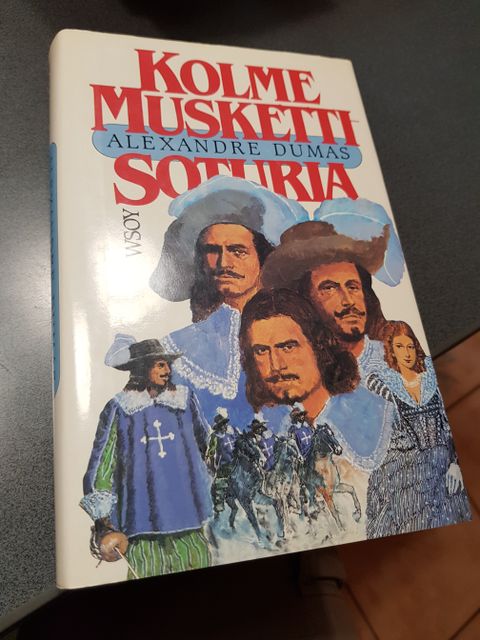 KOLME
MUSKETTI-
ALEXANDRE DUMAS
SOTURIA
WSOY